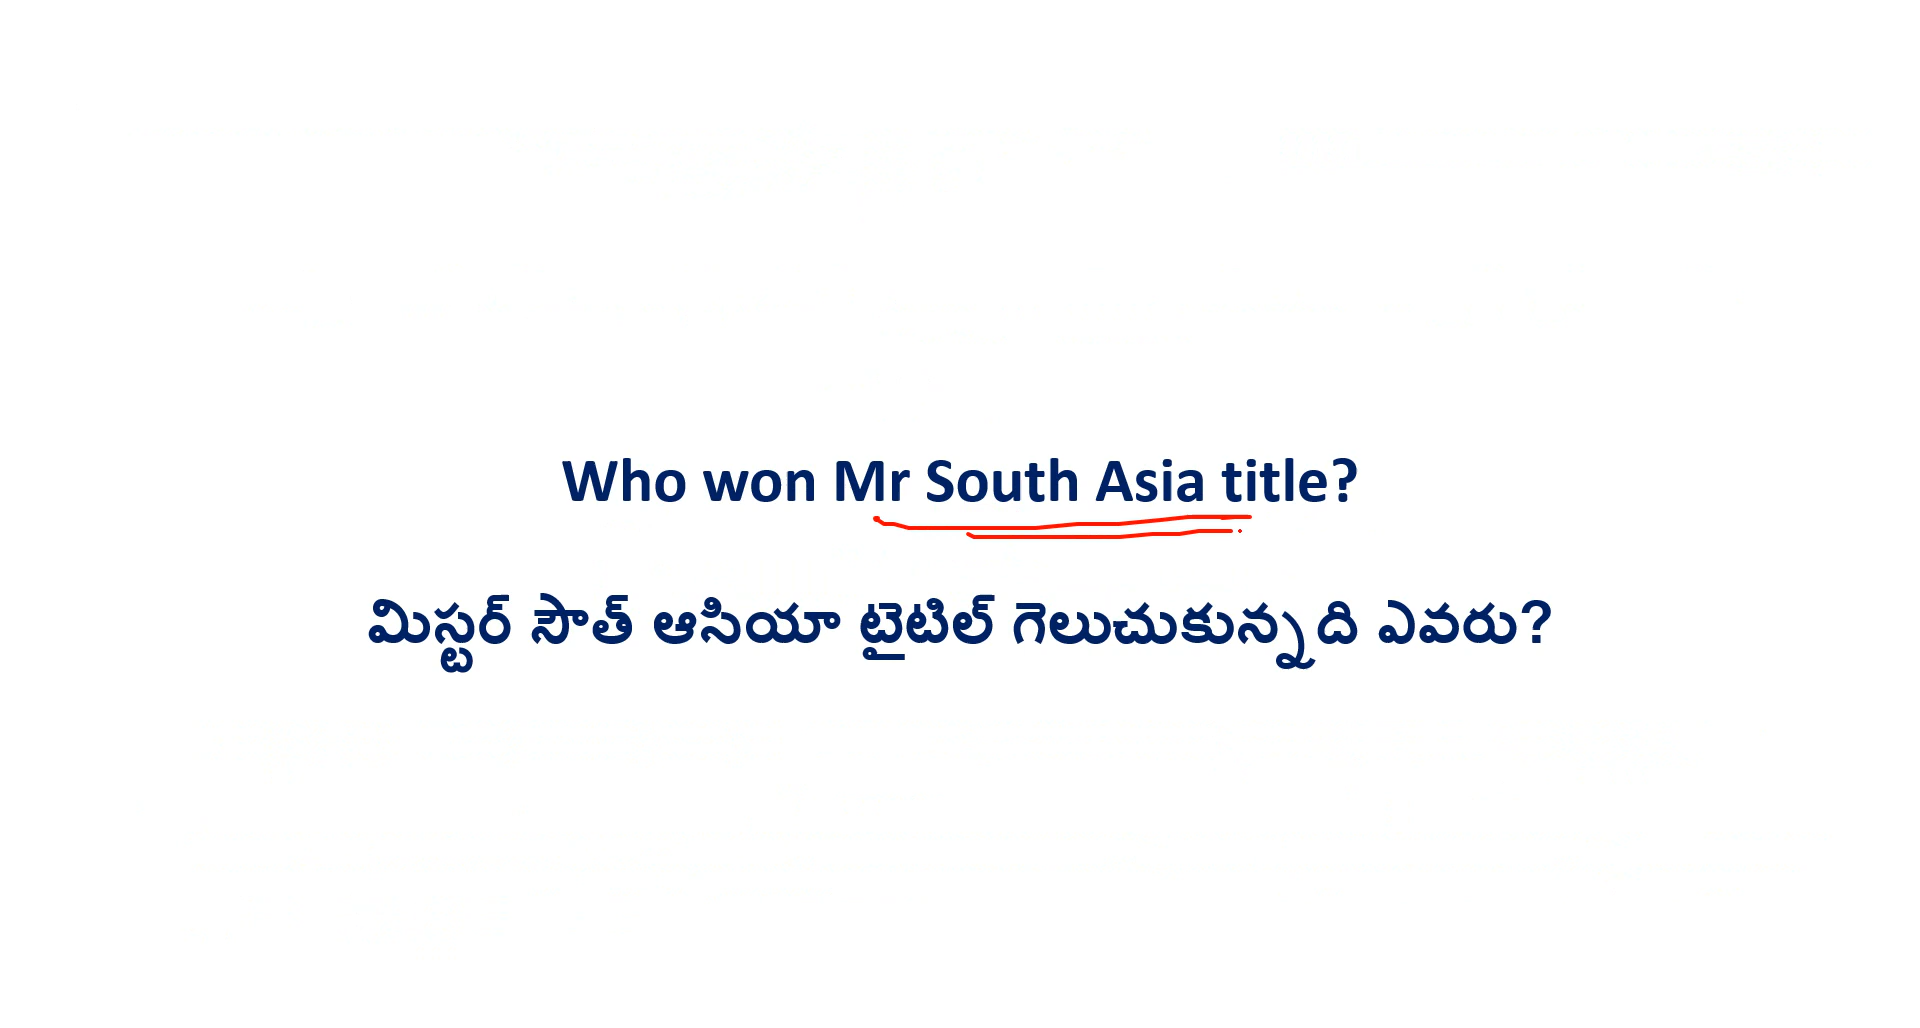 Who won Mr South Asia title?
మిస్టర్ సౌత్ ఆసియా టైటిల్ గెలుచుకున్నది ఎవరు?